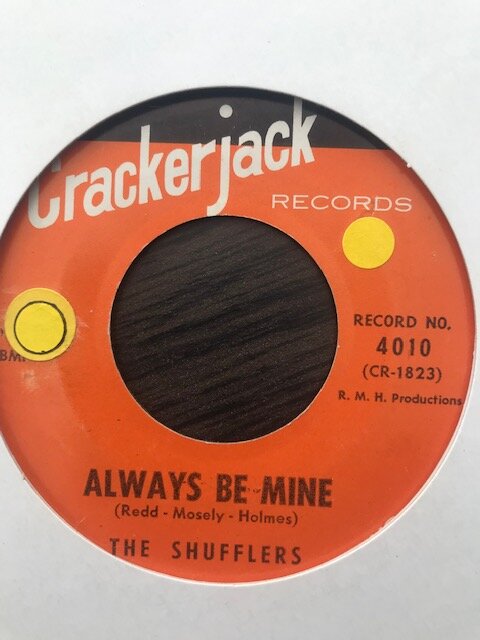 Crackerjack
RECORDS
RECORD NO.
4010
(CR-1823)
BMI
R. M. H. Productions
ALWAYS BE MINE
(Redd - Mosely - Holmes)
THE SHUFFLERS